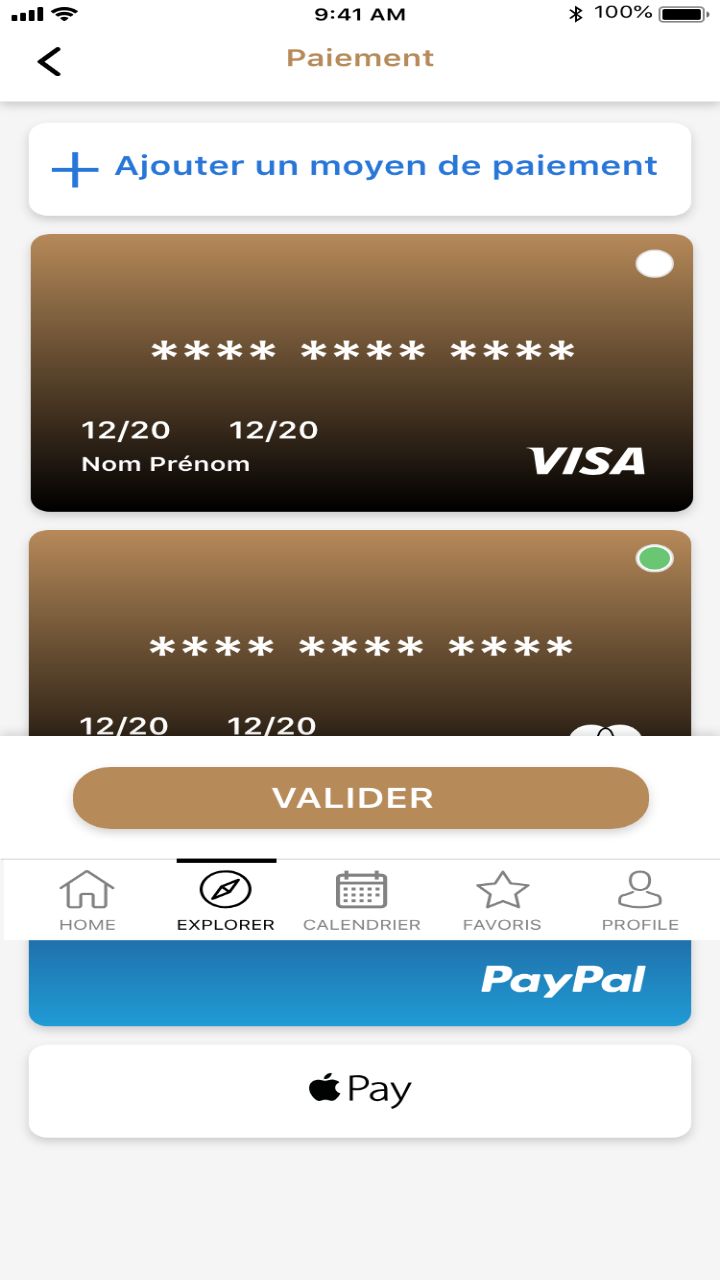 9:41 AM 100%
Paiement
Ajouter un moyen de paiement
**** **** ****
12/20 12/20
Nom Prénom
VISA
**** **** ****
12/20 12/20
VALIDER
HOME EXPLORER CALENDRIER FAVORIS PROFILE
PayPal
Pay